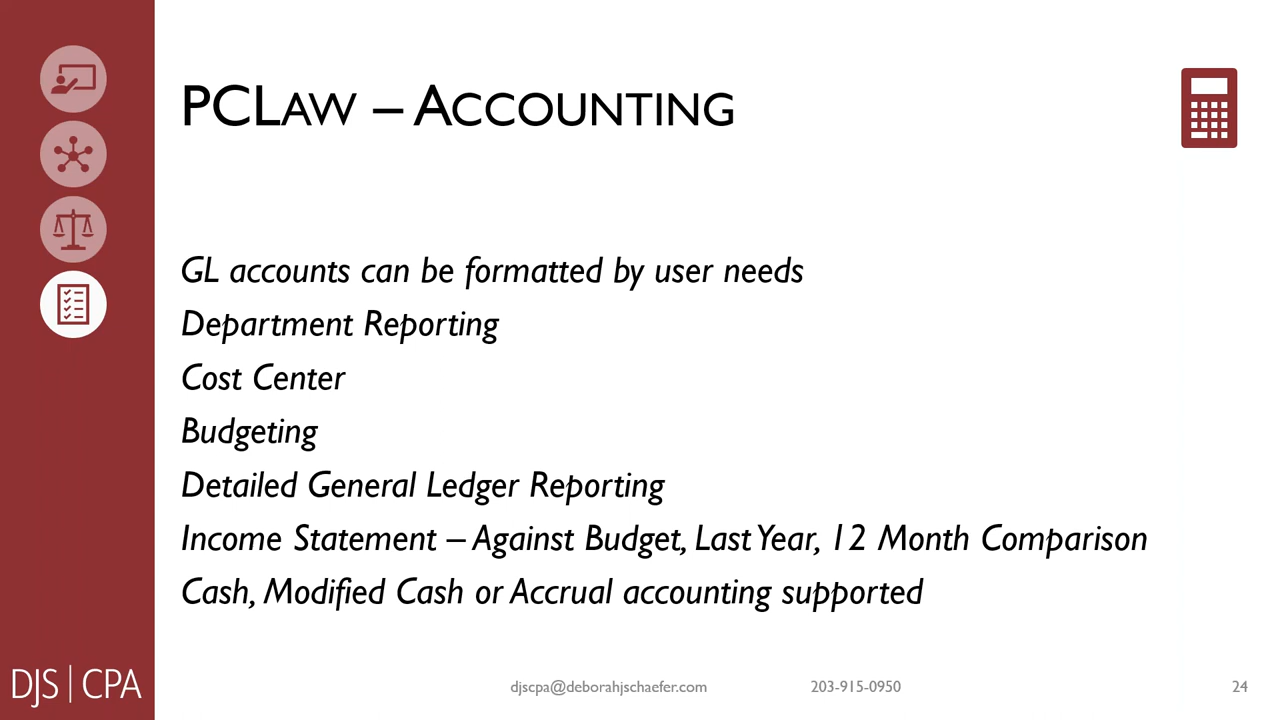 PCLaw – Accounting
GL accounts can be formatted by user needs
Department Reporting
Cost Center
Budgeting
Detailed General Ledger Reporting
Income Statement – Against Budget, Last Year, 12 Month Comparison
Cash, Modified Cash or Accrual accounting supported
DJS | CPA
djscpa@deborahjschaefer.com
203-915-0950
24